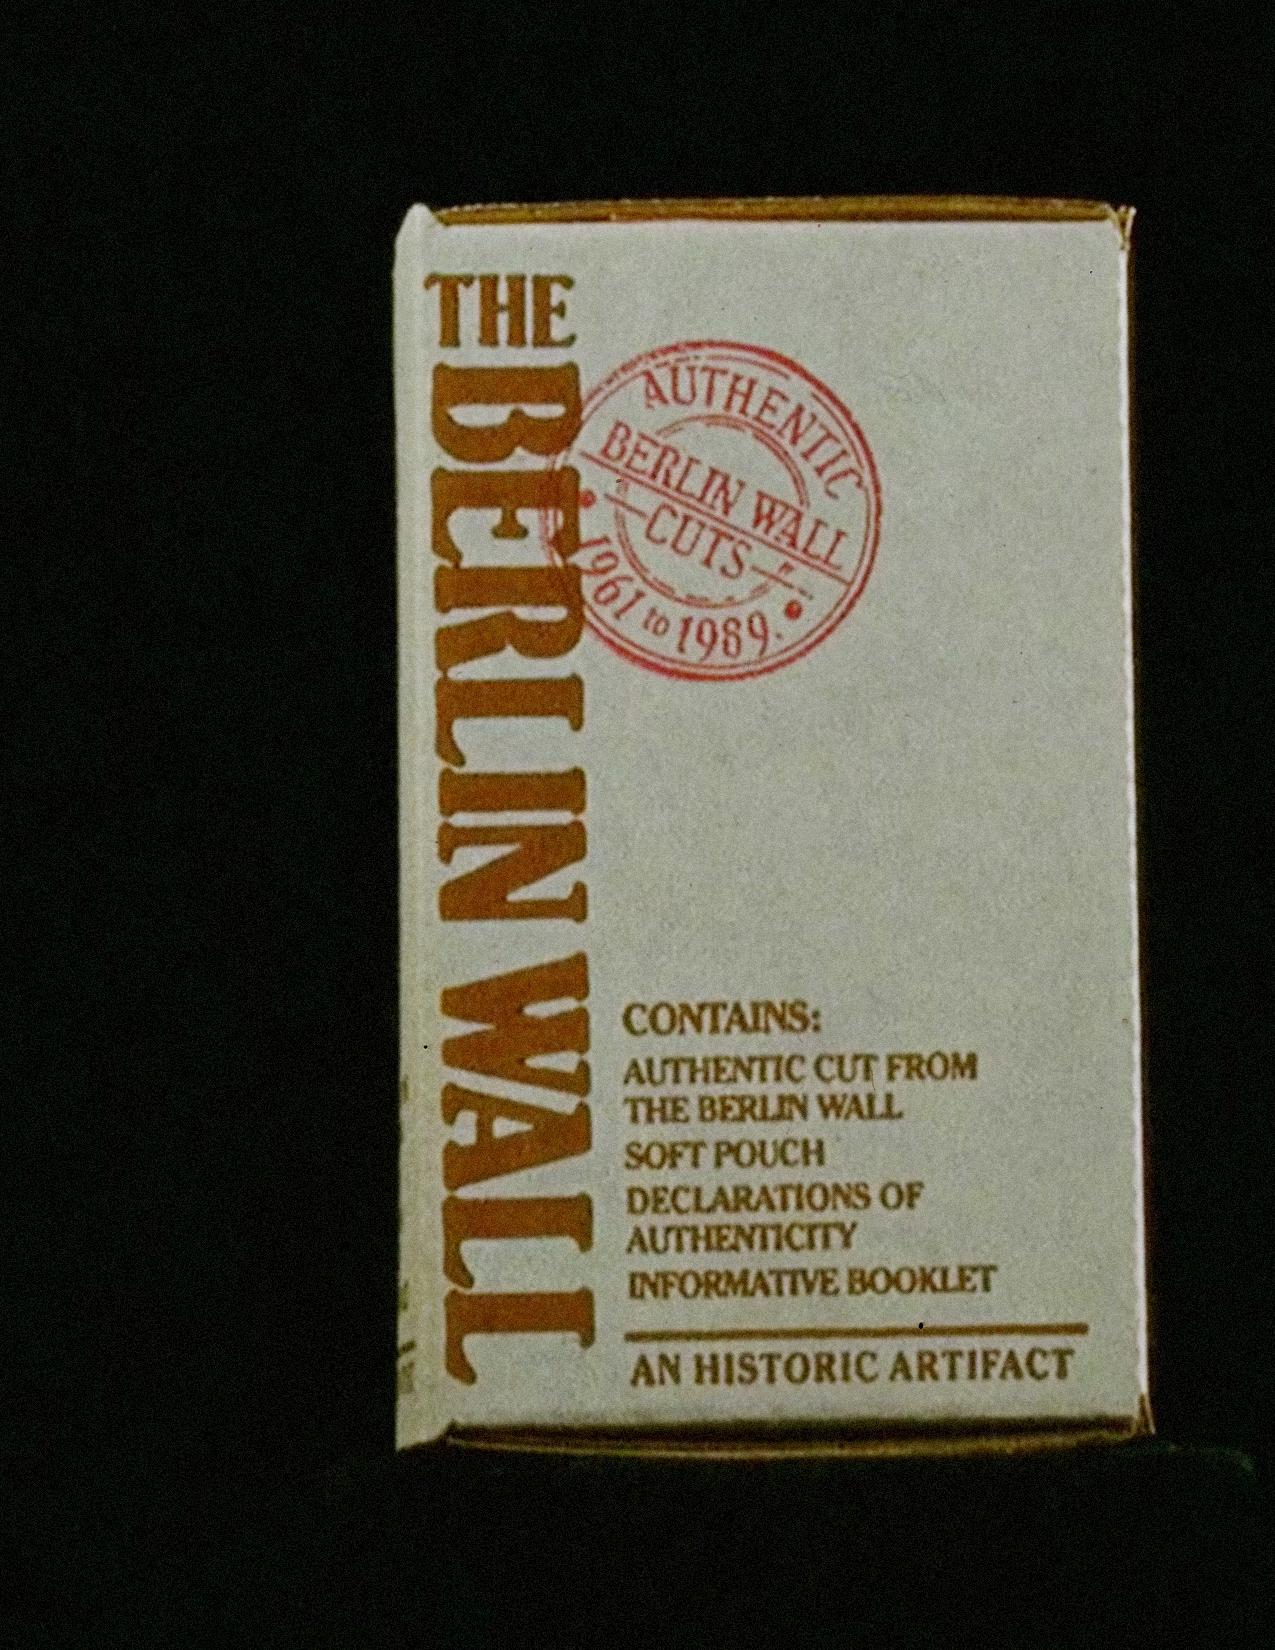 THE
BERLIN WALL
AUTHENTIC
BERLIN WALL
CUTS
1961 to 1989.
CONTAINS:
AUTHENTIC CUT FROM
THE BERLIN WALL
SOFT POUCH
DECLARATIONS OF
AUTHENTICITY
INFORMATIVE BOOKLET
AN HISTORIC ARTIFACT